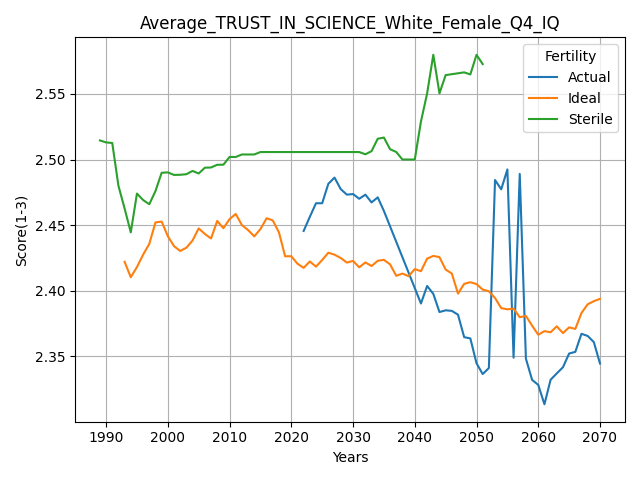 Average_TRUST_IN_SCIENCE_White_Female_Q4_IQ
Fertility
Actual
Ideal
Sterile
Score(1-3)
2.55
2.50
2.45
2.40
2.35
1990 2000 2010 2020 2030 2040 2050 2060 2070
Years